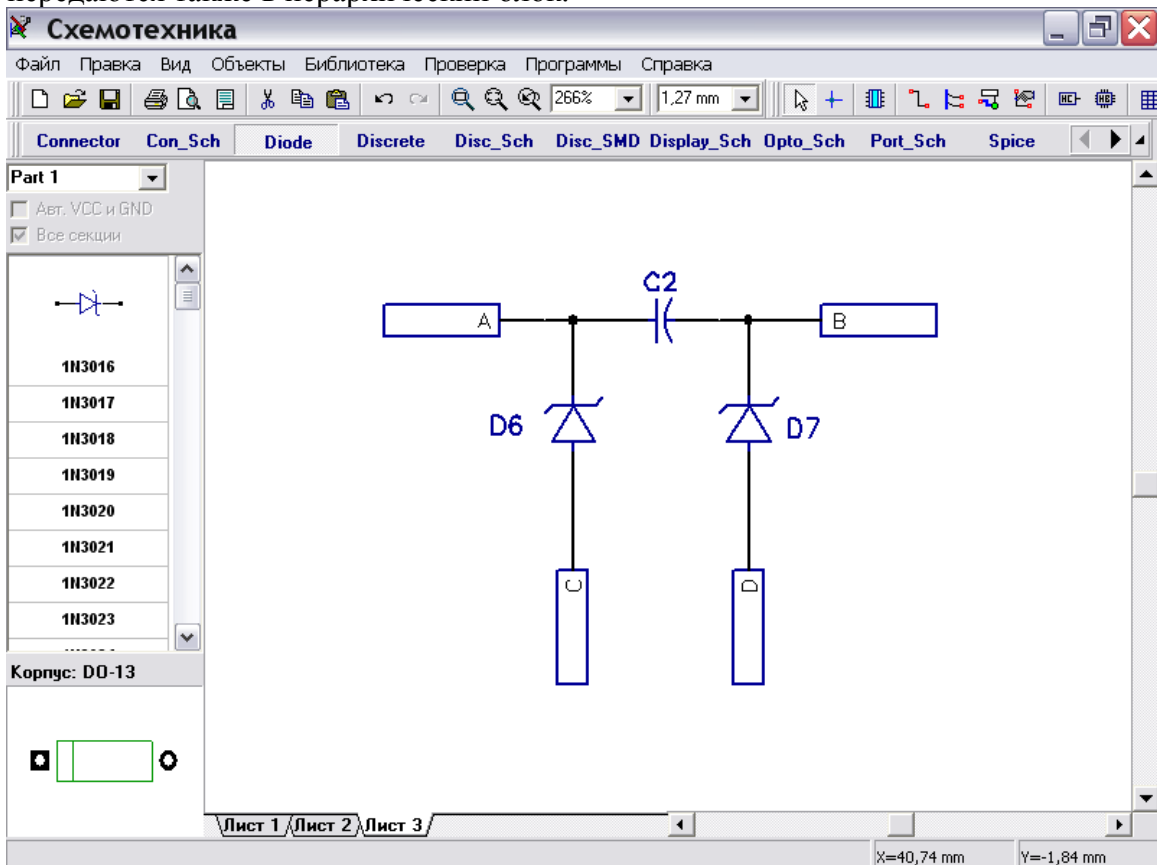 Схемотехника
Файл Правка Вид Объекты Библиотека Проверка Программы Справка
266% 1,27 mm
Connector Con_Sch Diode Discrete Disc_Sch Disc_SMD Display_Sch Opto_Sch Port_Sch Spice
Part 1
Авт. VCC и GND
Все секции
1N3016
1N3017
1N3018
1N3019
1N3020
1N3021
1N3022
1N3023
Корпус: DO-13
C2
A
B
D6
D7
C
D
Лист 1 Лист 2 Лист 3
X=40,74 mm Y=-1,84 mm